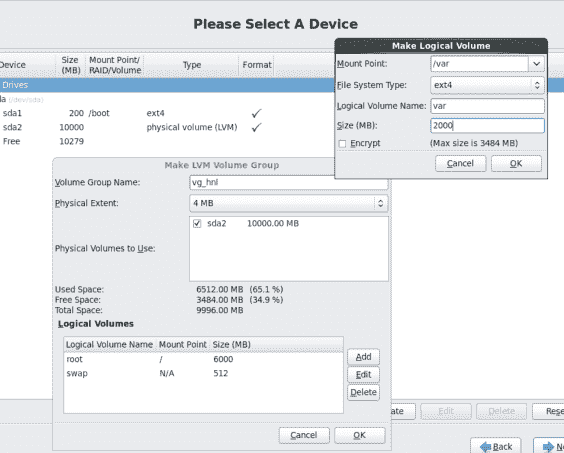 Please Select A Device
Device Size (MB) Mount Point/ RAID/Volume Type Format
Drives
sda1 200 /boot ext4
sda2 10000 physical volume (LVM)
Free 10279
Make Logical Volume
Mount Point: /var
File System Type: ext4
Logical Volume Name: var
Size (MB): 2000
Encrypt (Max size is 3484 MB)
Cancel OK
Make LVM Volume Group
Volume Group Name: vg_hnl
Physical Extent: 4 MB
sda2 10000.00 MB
Physical Volumes to Use:
Used Space: 6512.00 MB (65.1 %)
Free Space: 3484.00 MB (34.9 %)
Total Space: 9996.00 MB
Logical Volumes
Logical Volume Name Mount Point Size (MB)
root / 6000
swap N/A 512
Add
Edit
Delete
Cancel OK
ate Edit Delete Rese
Back Ne